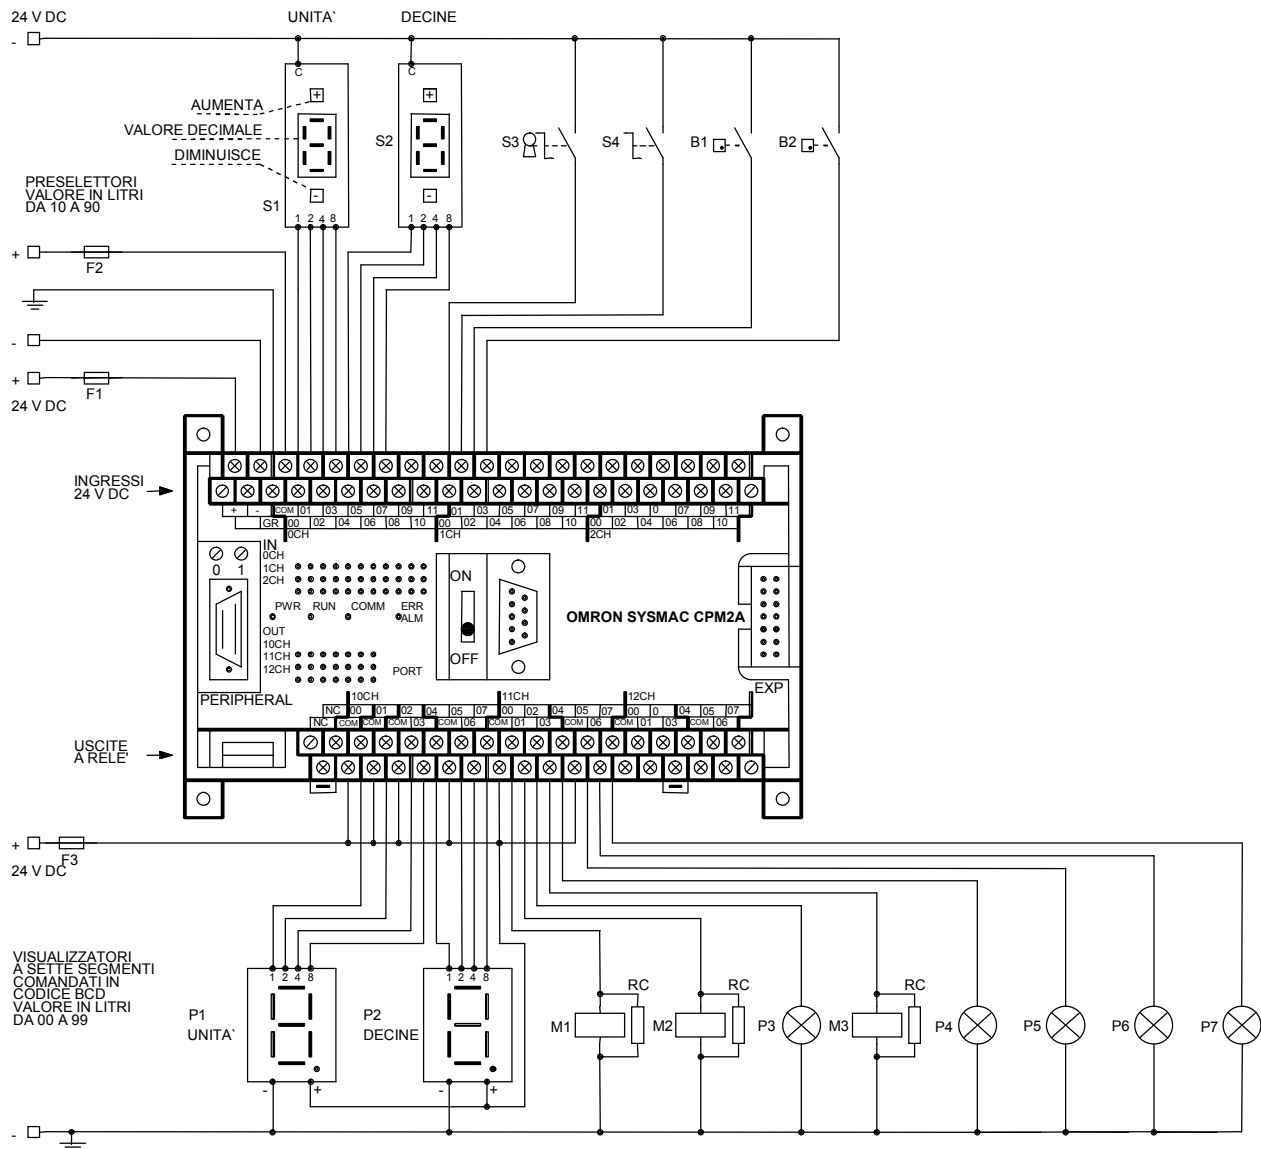 24 V DC
UNITA`
DECINE
-
C
C
+
+
AUMENTA
VALORE DECIMALE
S2
S3
S4
B1
B2
DIMINUISCE
PRESELETTORI
VALORE IN LITRI
DA 10 A 90
-
-
S1
1 2 4 8
1 2 4 8
+
F2
-
+
F1
24 V DC
INGRESSI
24 V DC
+ - COM 01 03 05 07 09 11 01 03 05 07 09 11 01 03 0 07 09 11
GR 00 02 04 06 08 10 00 02 04 06 08 10 00 02 04 06 08 10
0CH
1CH
2CH
IN
0CH
1CH
2CH
0 1
ON
PWR RUN COMM ERR
ALM
OMRON SYSMAC CPM2A
OUT
10CH
11CH
12CH
OFF
PORT
PERIPHERAL
EXP
10CH
11CH
12CH
NC 00 01 02 04 05 07 00 02 04 05 07 00 0 04 05 07
NC COM COM COM 03 COM 06 COM 01 03 COM 06 COM 01 03 COM 06
USCITE
A RELE'
+
F3
24 V DC
VISUALIZZATORI
A SETTE SEGMENTI
COMANDATI IN
CODICE BCD
VALORE IN LITRI
DA 00 A 99
1 2 4 8
1 2 4 8
P1
UNITA`
P2
DECINE
RC
RC
RC
M1
M2
P3
M3
P4
P5
P6
P7
- +
- +
-